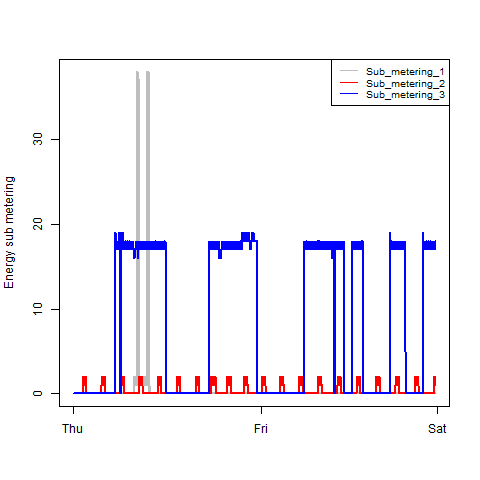 Sub_metering_1
Sub_metering_2
Sub_metering_3
Energy sub metering
30
20
10
0
Thu Fri Sat